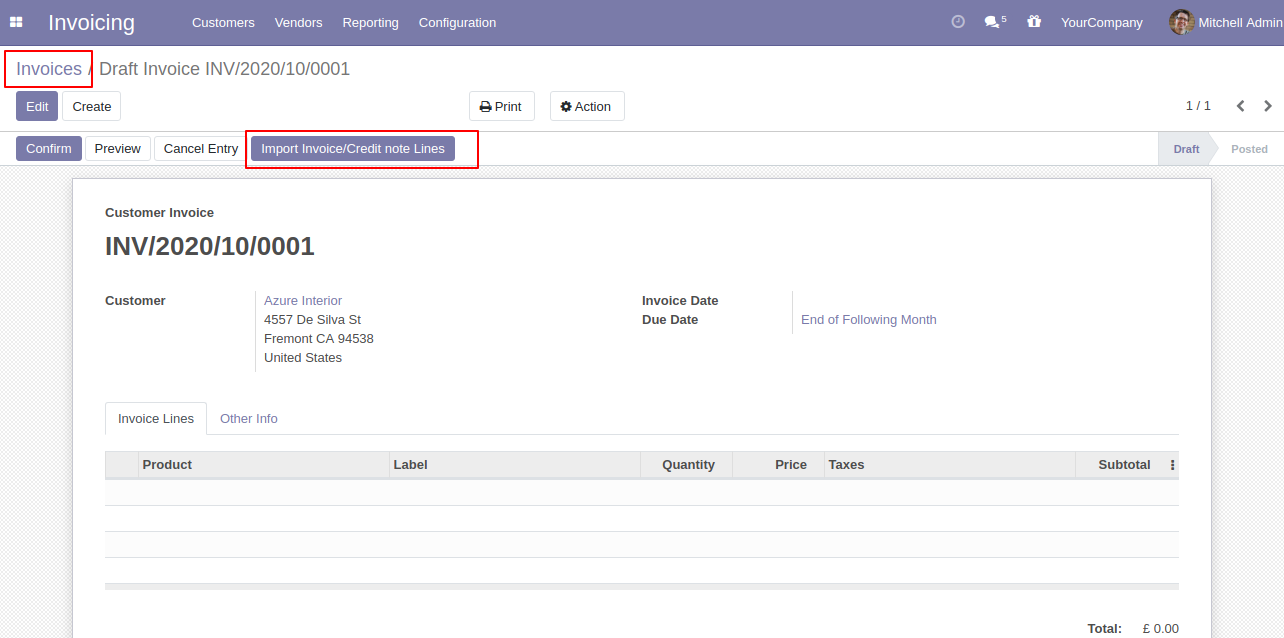 Invoicing Customers Vendors Reporting Configuration 5 YourCompany Mitchell Admin
Invoices / Draft Invoice INV/2020/10/0001
Edit Create Print Action 1 / 1
Confirm Preview Cancel Entry Import Invoice/Credit note Lines Draft Posted
Customer Invoice
INV/2020/10/0001
Customer Azure Interior Invoice Date
4557 De Silva St Due Date End of Following Month
Fremont CA 94538
United States
Invoice Lines Other Info
Product Label Quantity Price Taxes Subtotal
Total: £ 0.00